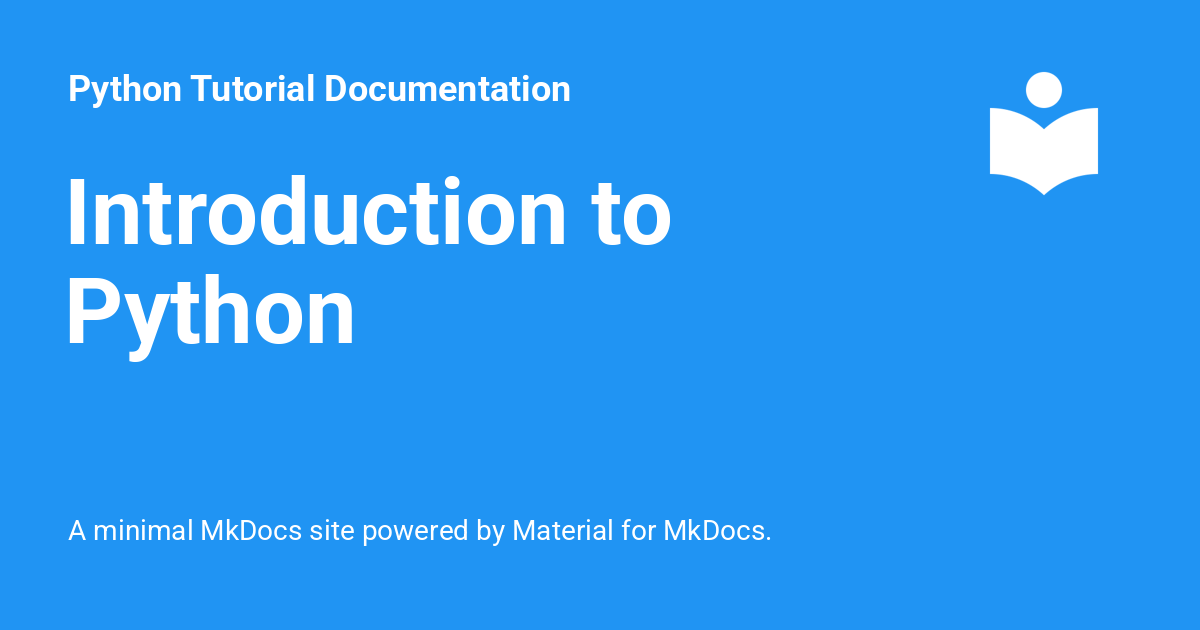 Python Tutorial Documentation
Introduction to
Python
A minimal MkDocs site powered by Material for MkDocs.